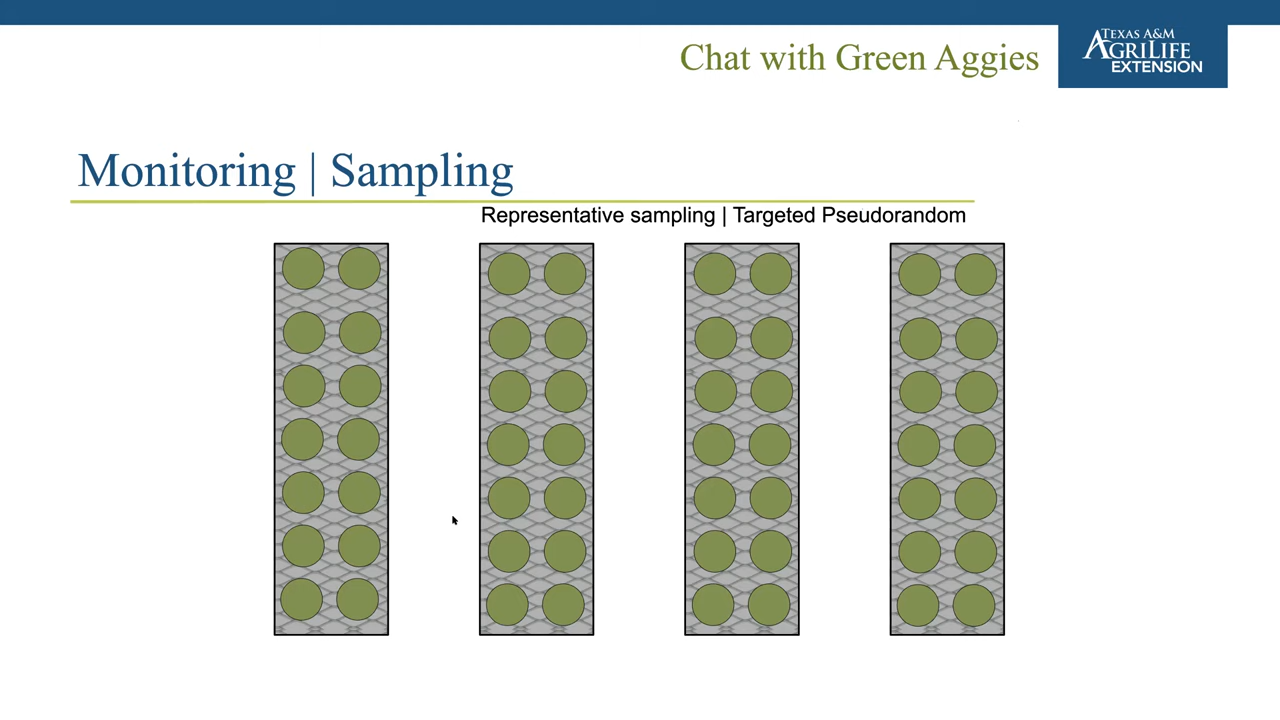 Chat with Green Aggies
TEXAS A&M
AGRILIFE
EXTENSION
Monitoring | Sampling
Representative sampling | Targeted Pseudorandom